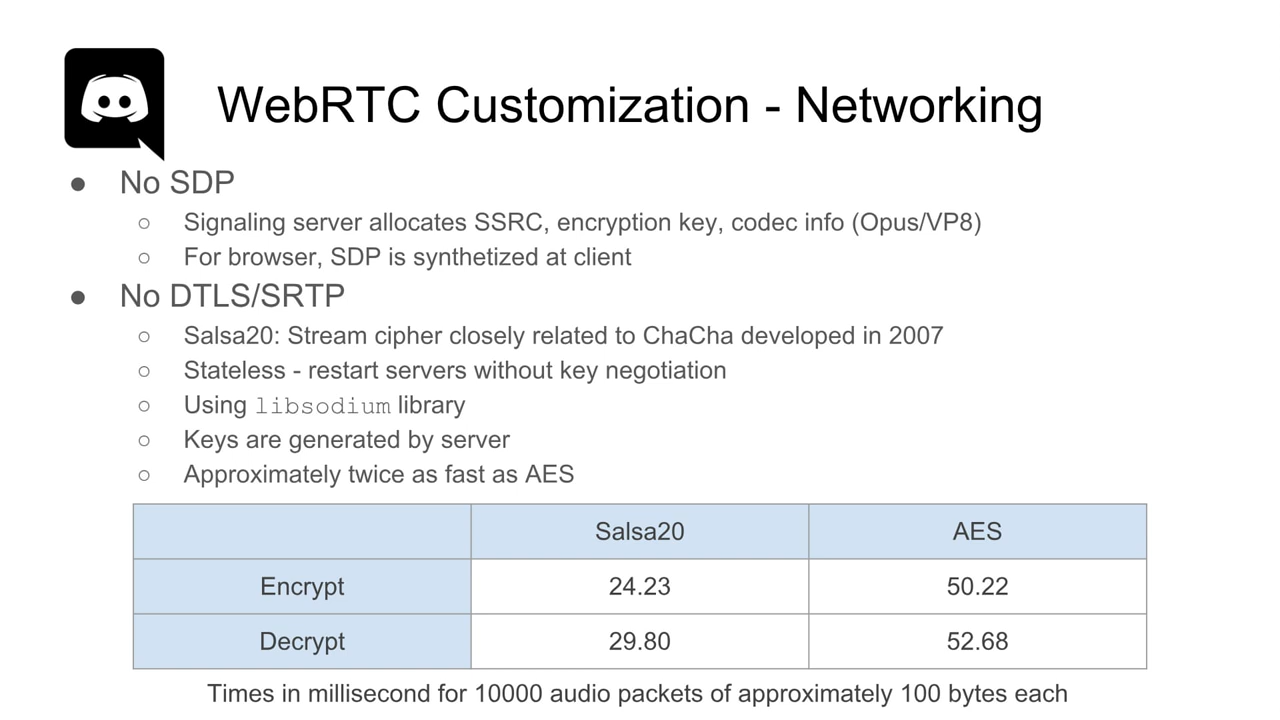 WebRTC Customization - Networking
● No SDP
○ Signaling server allocates SSRC, encryption key, codec info (Opus/VP8)
○ For browser, SDP is synthetized at client
● No DTLS/SRTP
○ Salsa20: Stream cipher closely related to ChaCha developed in 2007
○ Stateless - restart servers without key negotiation
○ Using libsodium library
○ Keys are generated by server
○ Approximately twice as fast as AES
Salsa20 AES
Encrypt 24.23 50.22
Decrypt 29.80 52.68
Times in millisecond for 10000 audio packets of approximately 100 bytes each